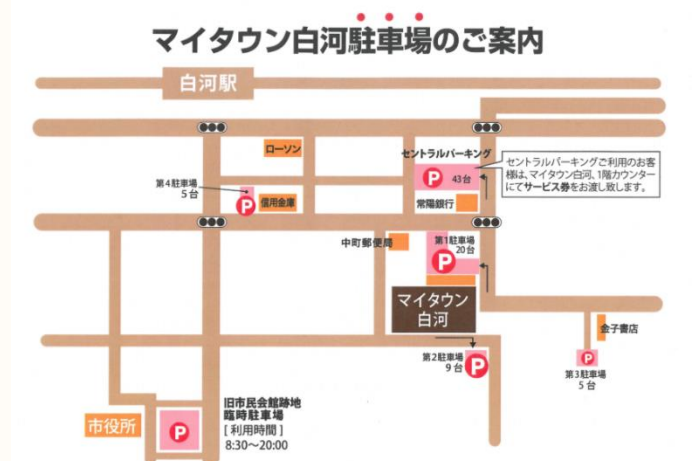 マイタウン白河駐車場のご案内
白河駅
ローソン
セントラルパーキング
P 43台
セントラルパーキングご利用のお客
様は、マイタウン白河、1階カウンター
にてサービス券をお渡し致します。
第4駐車場
5台
P
信用金庫
常陽銀行
中町郵便局
第1駐車場
20台
P
マイタウン
白河
金子書店
第2駐車場
9台
P
P
第3駐車場
5台
旧市民会館跡地
臨時駐車場
[利用時間]
8:30〜20:00
市役所
P